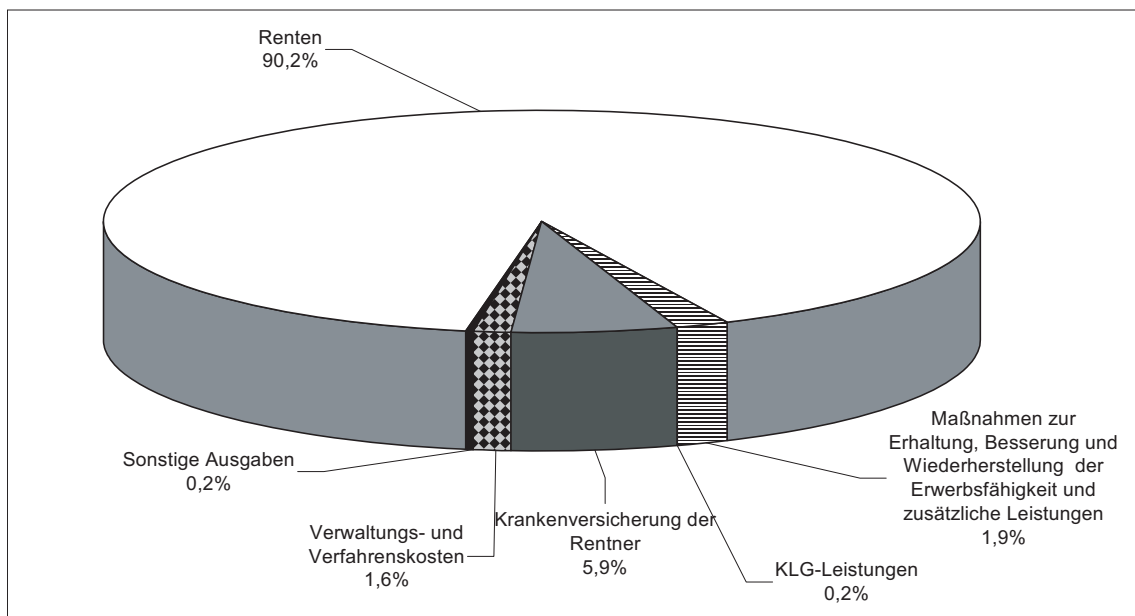 Renten
90,2%
Maßnahmen zur
Erhaltung, Besserung und
Wiederherstellung der
Erwerbsfähigkeit und
zusätzliche Leistungen
1,9%
KLG-Leistungen
0,2%
Krankenversicherung der
Rentner
5,9%
Verwaltungs- und
Verfahrenskosten
1,6%
Sonstige Ausgaben
0,2%